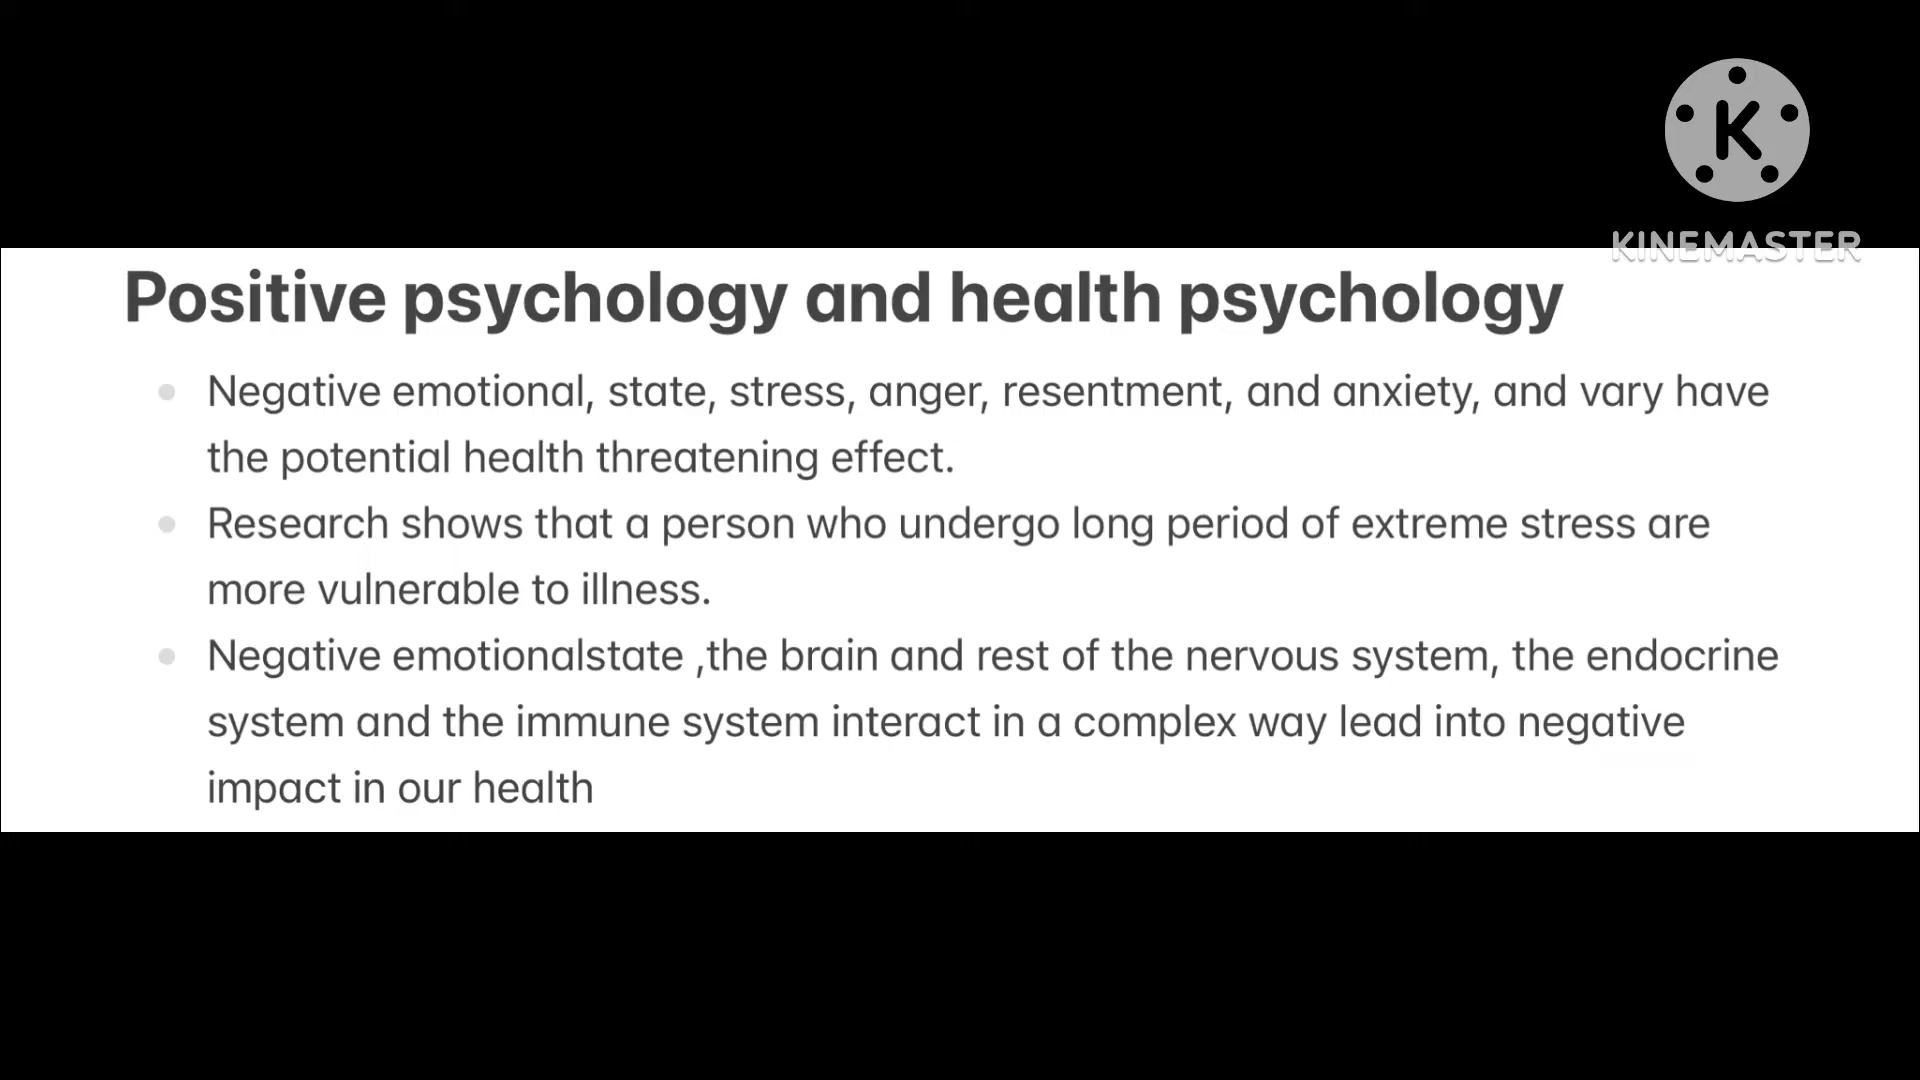 K
KINEMASTER
Positive psychology and health psychology
Negative emotional, state, stress, anger, resentment, and anxiety, and vary have
the potential health threatening effect.
Research shows that a person who undergo long period of extreme stress are
more vulnerable to illness.
Negative emotionalstate ,the brain and rest of the nervous system, the endocrine
system and the immune system interact in a complex way lead into negative
impact in our health